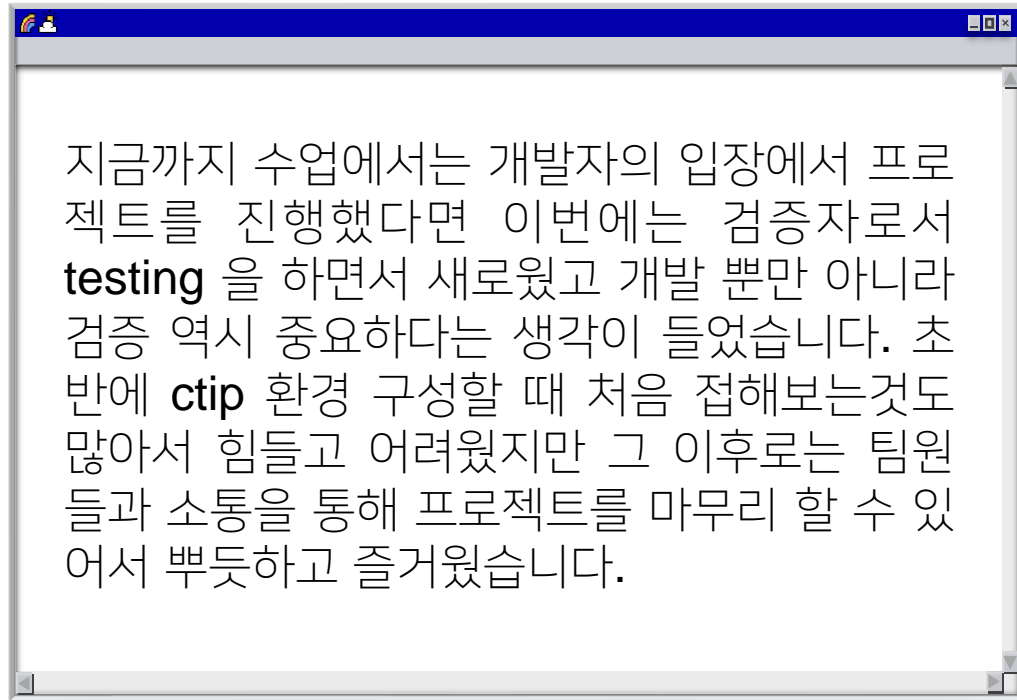 지금까지 수업에서는 개발자의 입장에서 프로
젝트를 진행했다면 이번에는 검증자로서
testing 을 하면서 새로웠고 개발 뿐만 아니라
검증 역시 중요하다는 생각이 들었습니다. 초
반에 ctip 환경 구성할 때 처음 접해보는것도
많아서 힘들고 어려웠지만 그 이후로는 팀원
들과 소통을 통해 프로젝트를 마무리 할 수 있
어서 뿌듯하고 즐거웠습니다.